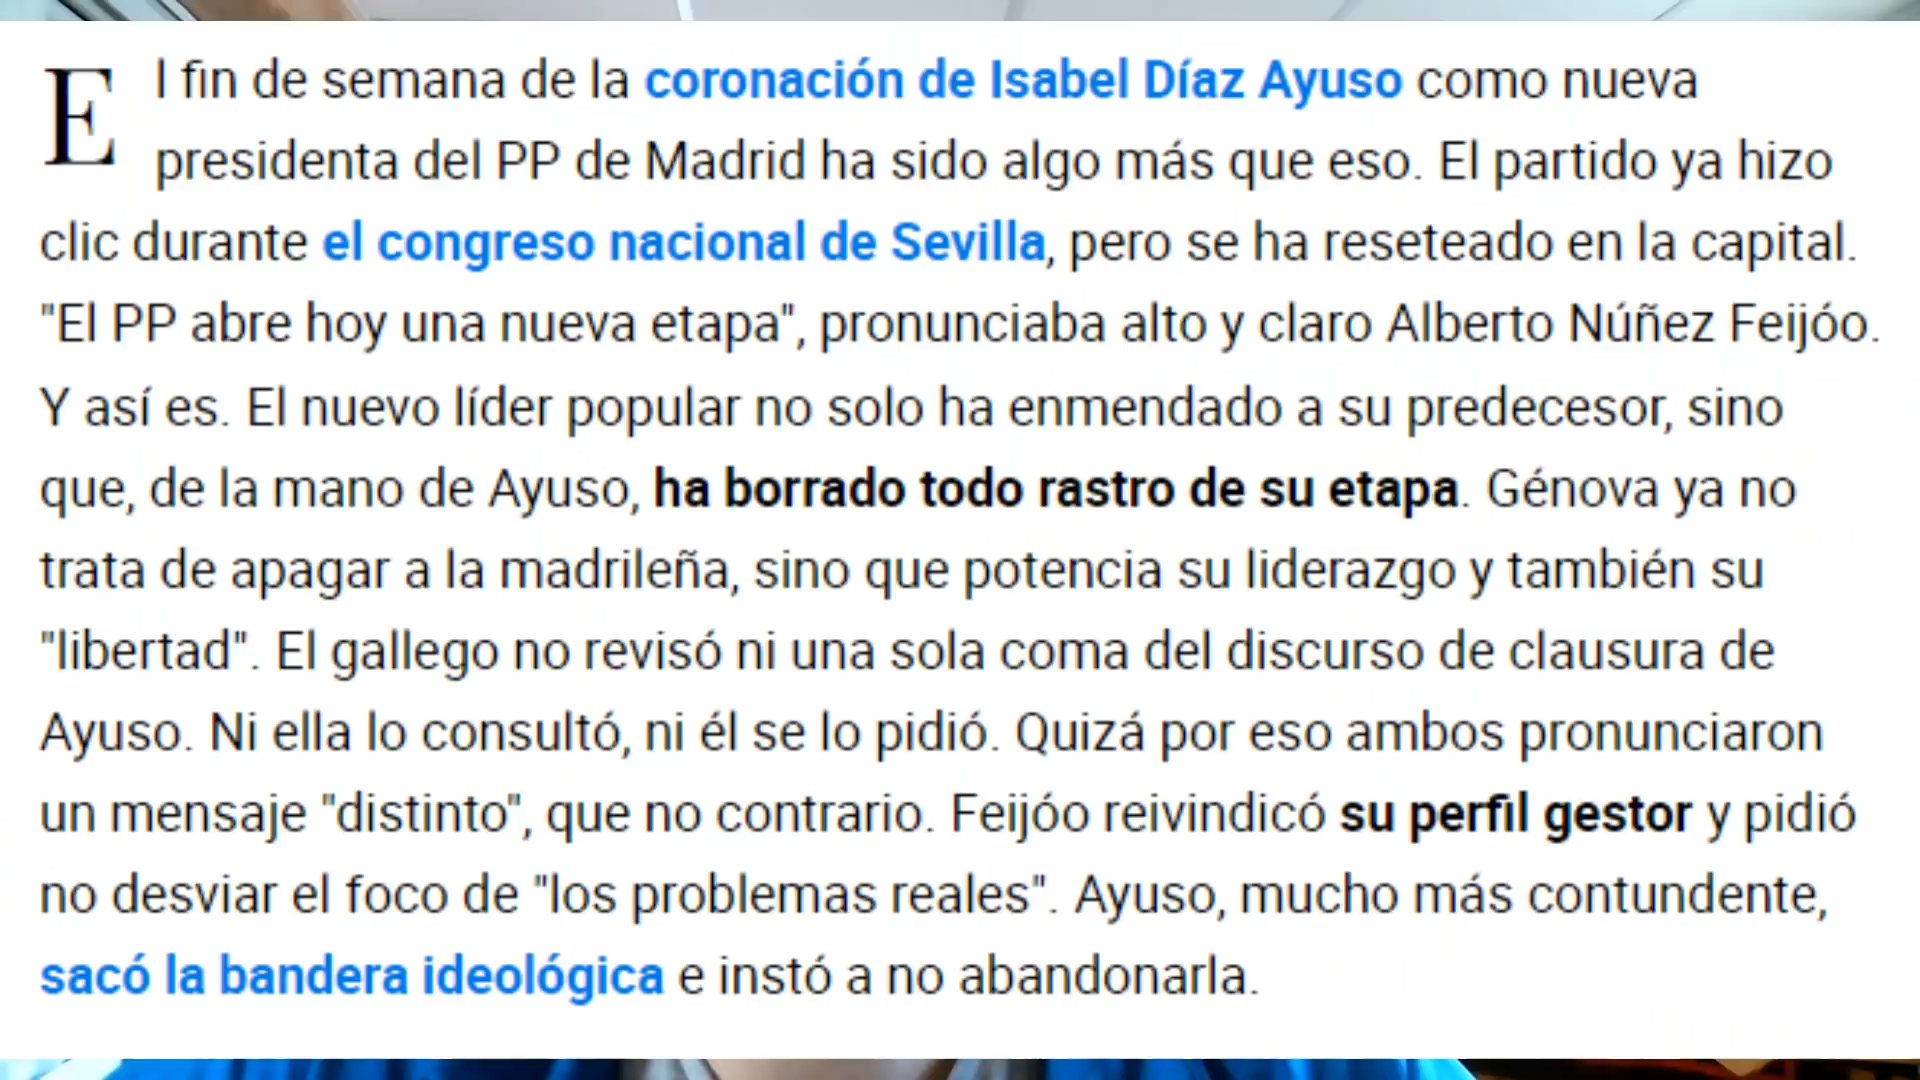 El fin de semana de la coronación de Isabel Díaz Ayuso como nueva
presidenta del PP de Madrid ha sido algo más que eso. El partido ya hizo
clic durante el congreso nacional de Sevilla, pero se ha reseteado en la capital.
"El PP abre hoy una nueva etapa", pronunciaba alto y claro Alberto Núñez Feijóo.
Y así es. El nuevo líder popular no solo ha enmendado a su predecesor, sino
que, de la mano de Ayuso, ha borrado todo rastro de su etapa. Génova ya no
trata de apagar a la madrileña, sino que potencia su liderazgo y también su
"libertad". El gallego no revisó ni una sola coma del discurso de clausura de
Ayuso. Ni ella lo consultó, ni él se lo pidió. Quizá por eso ambos pronunciaron
un mensaje "distinto", que no contrario. Feijóo reivindicó su perfil gestor y pidió
no desviar el foco de "los problemas reales". Ayuso, mucho más contundente,
sacó la bandera ideológica e instó a no abandonarla.